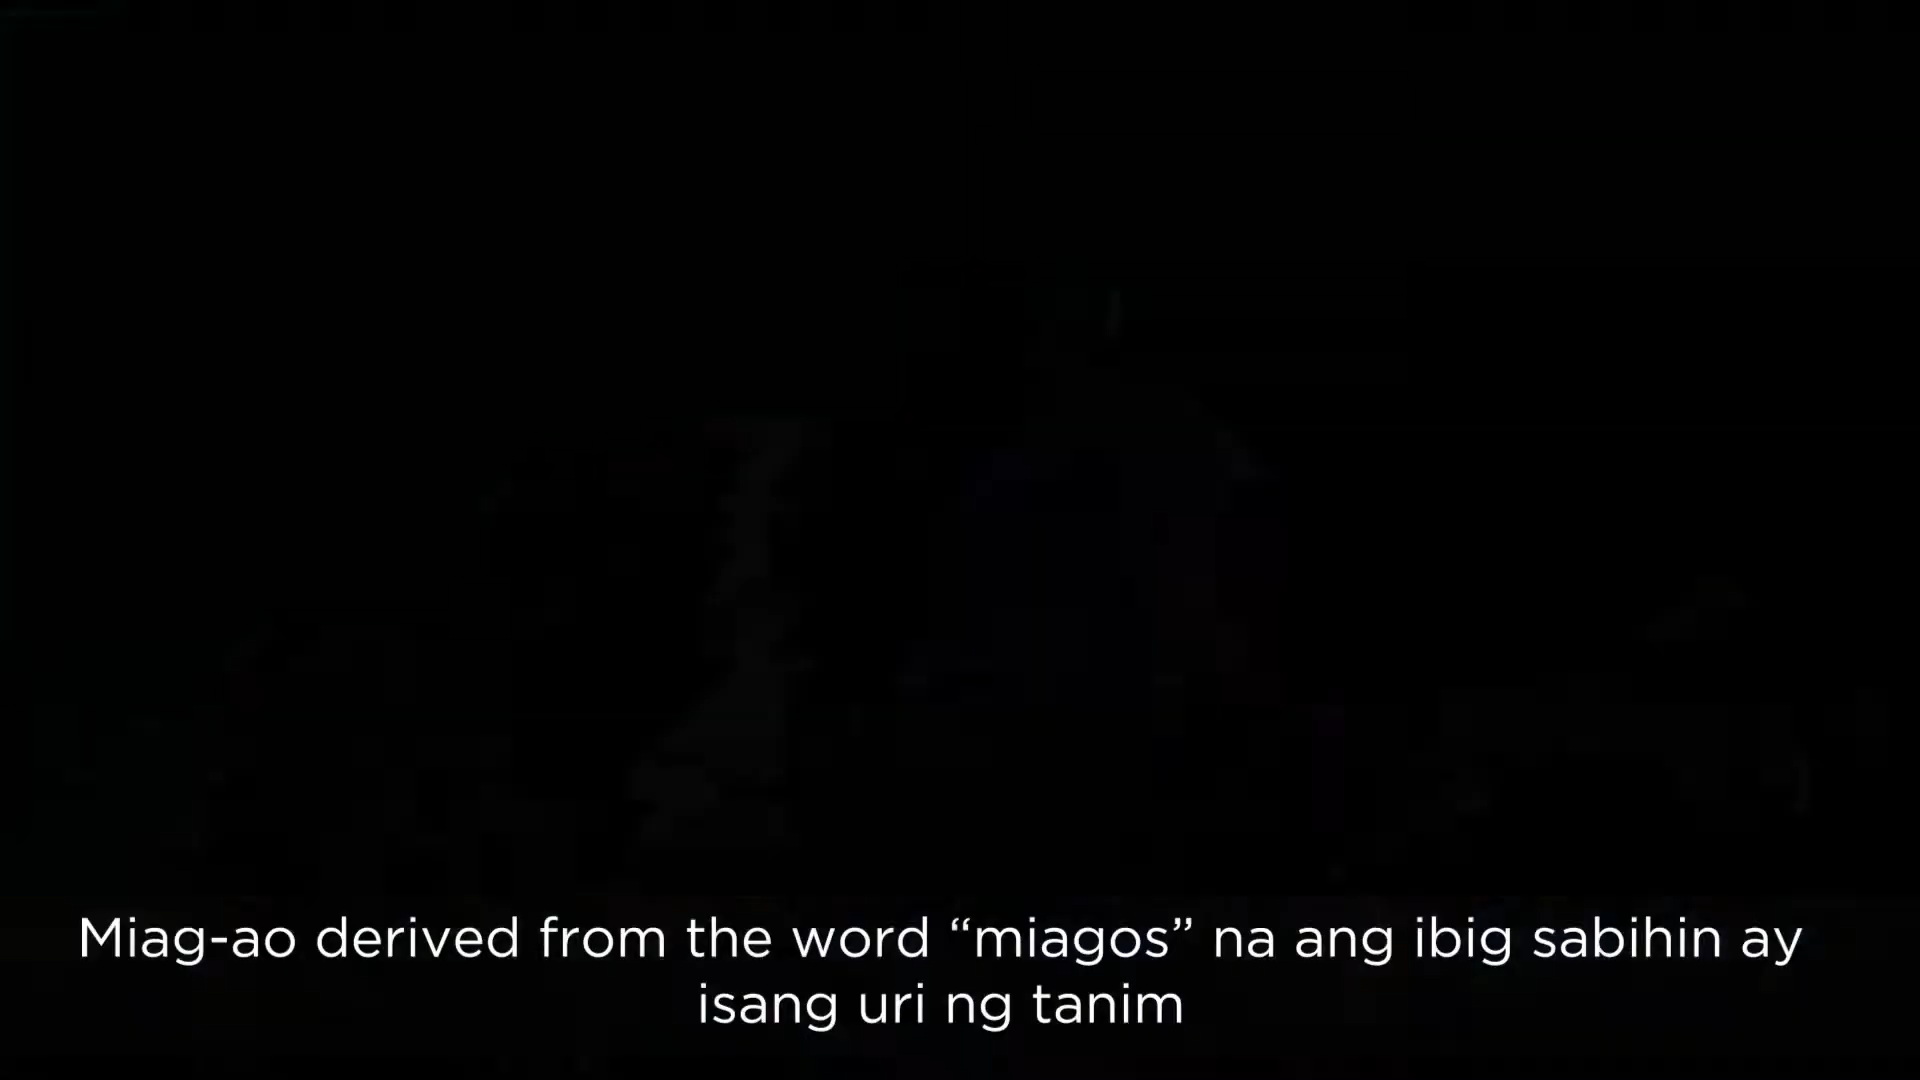 Miag-ao derived from the word “miagos” na ang ibig sabihin ay
isang uri ng tanim